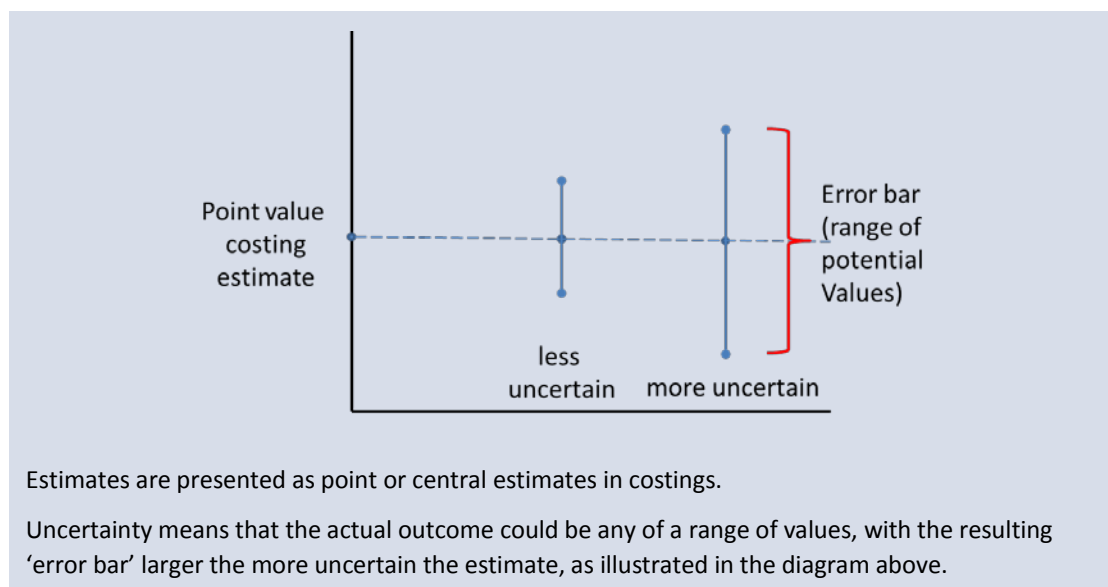 Point value
costing
estimate
Error bar
(range of
potential
Values)
less
uncertain
more uncertain
Estimates are presented as point or central estimates in costings.
Uncertainty means that the actual outcome could be any of a range of values, with the resulting
‘error bar’ larger the more uncertain the estimate, as illustrated in the diagram above.